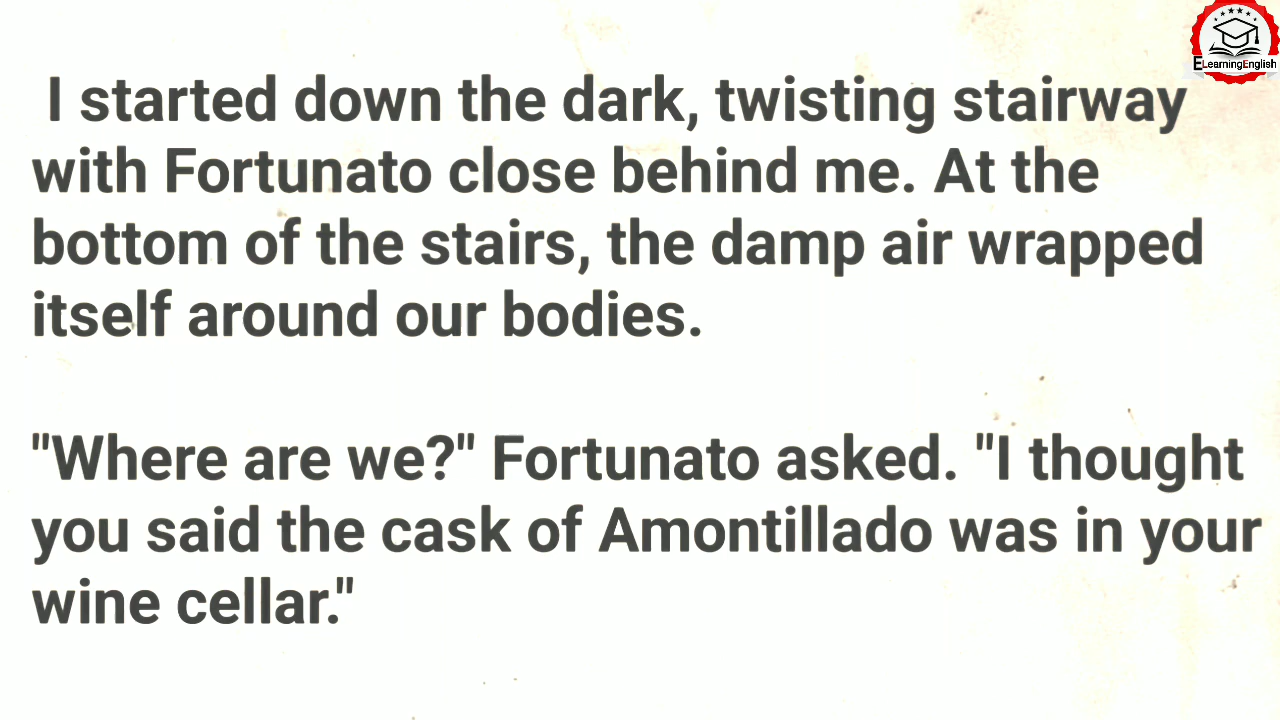 ELearningEnglish
I started down the dark, twisting stairway
with Fortunato close behind me. At the
bottom of the stairs, the damp air wrapped
itself around our bodies.
"Where are we?" Fortunato asked. "I thought
you said the cask of Amontillado was in your
wine cellar."